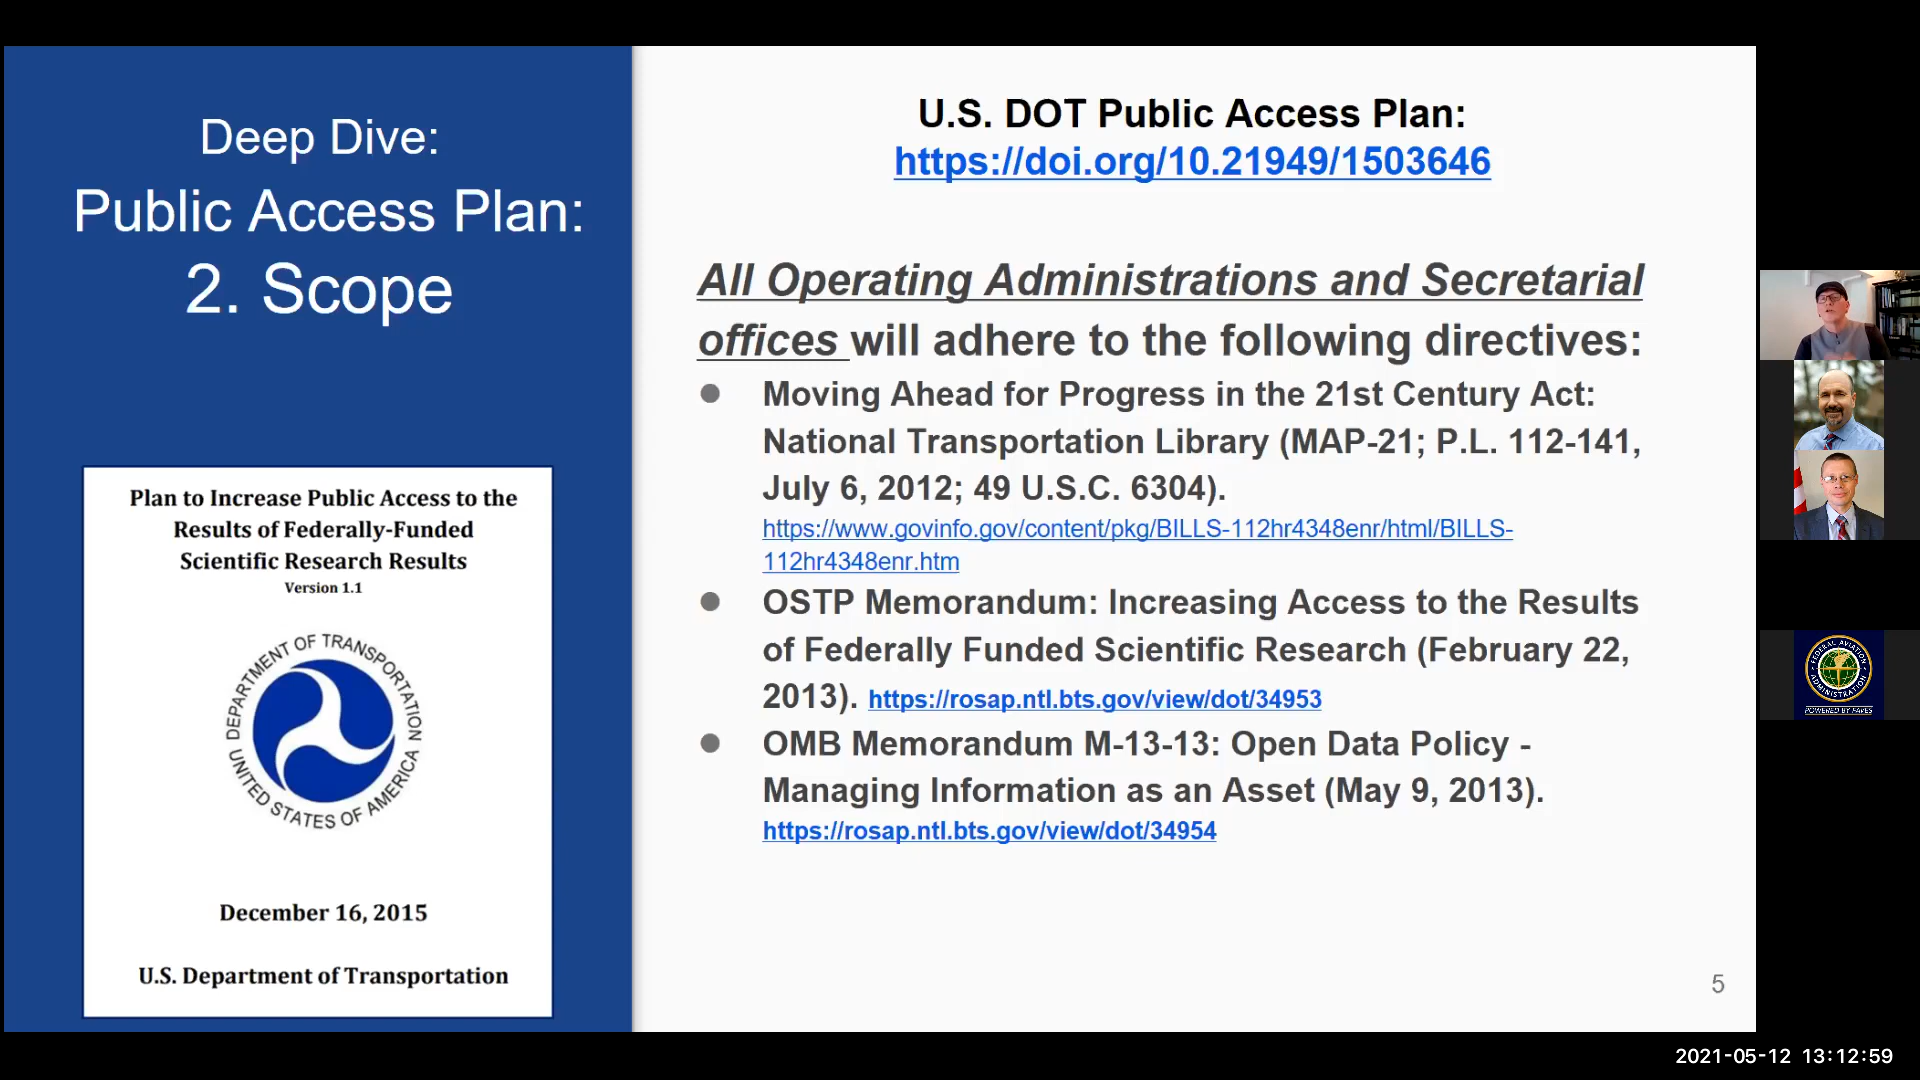 Deep Dive:
Public Access Plan:
2. Scope
Plan to Increase Public Access to the
Results of Federally-Funded
Scientific Research Results
Version 1.1
DEPARTMENT OF TRANSPORTATION
UNITED STATES OF AMERICA
December 16, 2015
U.S. Department of Transportation
U.S. DOT Public Access Plan:
https://doi.org/10.21949/1503646
All Operating Administrations and Secretarial
offices will adhere to the following directives:
● Moving Ahead for Progress in the 21st Century Act:
National Transportation Library (MAP-21; P.L. 112-141,
July 6, 2012; 49 U.S.C. 6304).
https://www.govinfo.gov/content/pkg/BILLS-112hr4348enr/html/BILLS-
112hr4348enr.htm
● OSTP Memorandum: Increasing Access to the Results
of Federally Funded Scientific Research (February 22,
2013). https://rosap.ntl.bts.gov/view/dot/34953
● OMB Memorandum M-13-13: Open Data Policy -
Managing Information as an Asset (May 9, 2013).
https://rosap.ntl.bts.gov/view/dot/34954
5
FEDERAL AVIATION
ADMINISTRATION
POWERED BY PAVES
2021-05-12 13:12:59